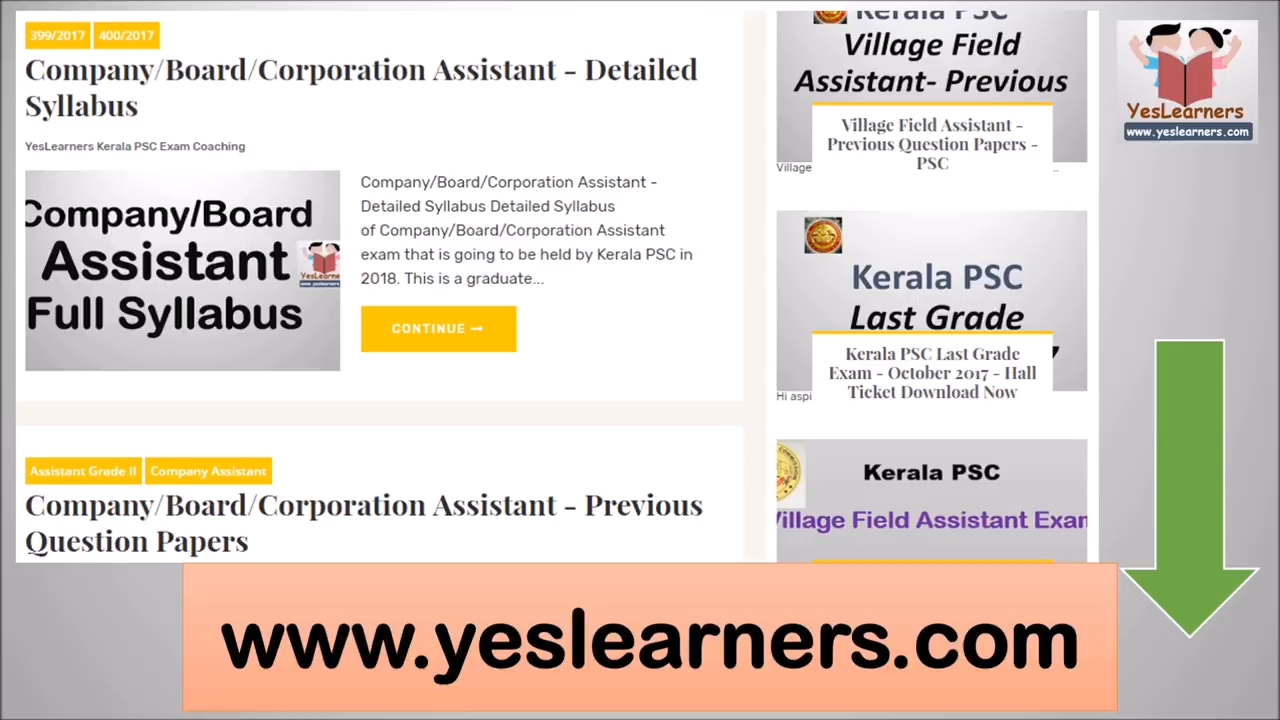 399/2017 400/2017
Company/Board/Corporation Assistant - Detailed
Syllabus
YesLearners Kerala PSC Exam Coaching
Company/Board
Assistant
YesLearner
Full Syllabus
Company/Board/Corporation Assistant -
Detailed Syllabus Detailed Syllabus
of Company/Board/Corporation Assistant
exam that is going to be held by Kerala PSC in
2018. This is a graduate...
CONTINUE
Assistant Grade II Company Assistant
Company/Board/Corporation Assistant - Previous
Question Papers
Kerala PSC
Village Field
Assistant- Previous
Village Field Assistant -
Previous Question Papers -
PSC
Village
Kerala PSC
Last Grade
Kerala PSC Last Grade
Exam - October 2017 - Hall
Ticket Download Now
Hi aspi
Kerala PSC
Village Field Assistant Exam
YesLearners
www.yeslearners.com
www.yeslearners.com